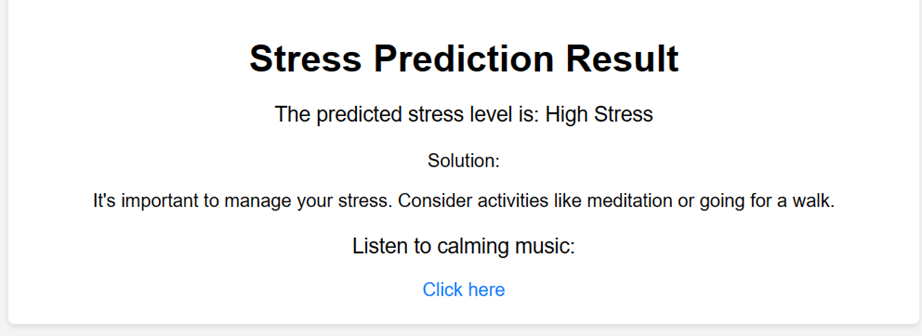 Stress Prediction Result
The predicted stress level is: High Stress
Solution:
It's important to manage your stress. Consider activities like meditation or going for a walk.
Listen to calming music:
Click here